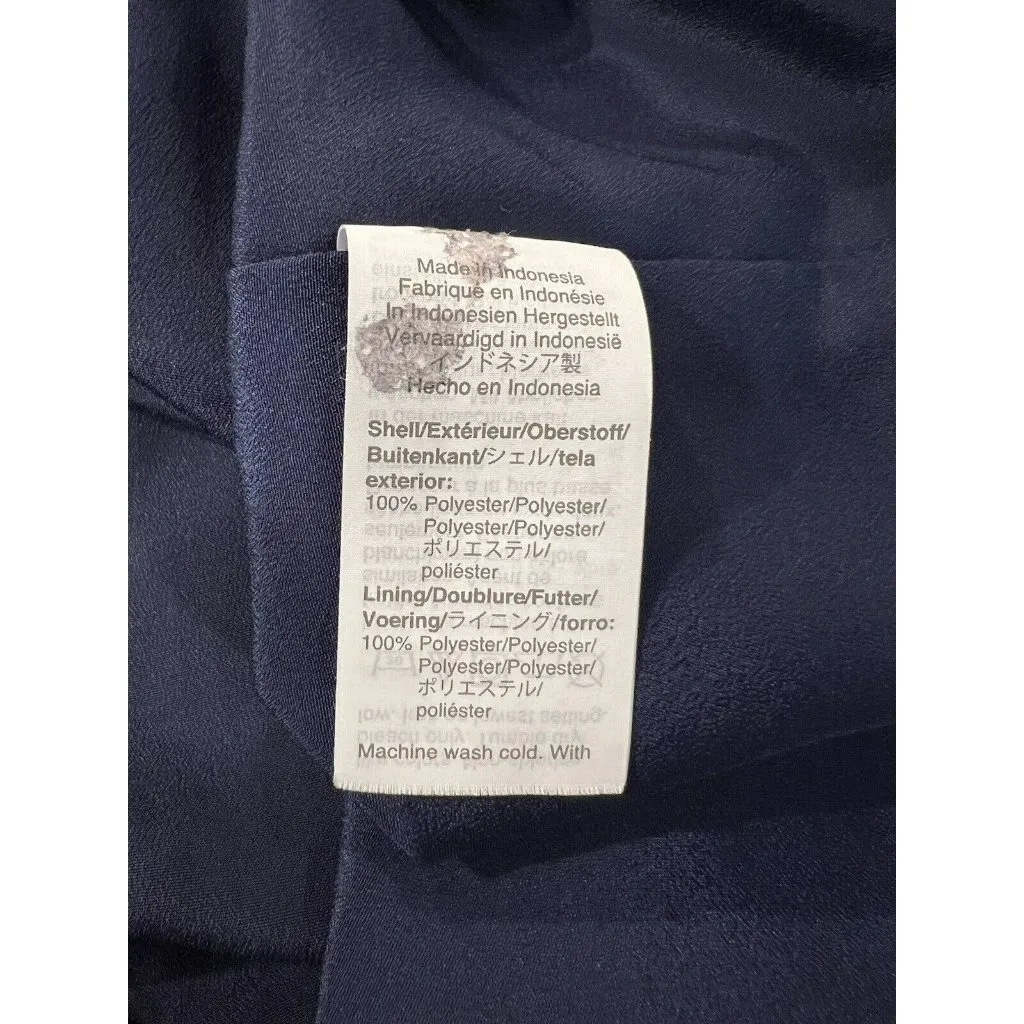 Made in Indonesia
Fabriqué en Indonésie
In Indonesien Hergestellt
Vervaardigd in Indonesië
インドネシア製
Hecho en Indonesia
Shell/Extérieur/Oberstoff/
Buitenkant/シェル/tela
exterior:
100% Polyester/Polyester/
Polyester/Polyester/
ポリエステル/
poliéster
Lining/Doublure/Futter/
Voering/ライニング/forro:
100% Polyester/Polyester/
Polyester/Polyester/
ポリエステル/
poliéster
Machine wash cold. With